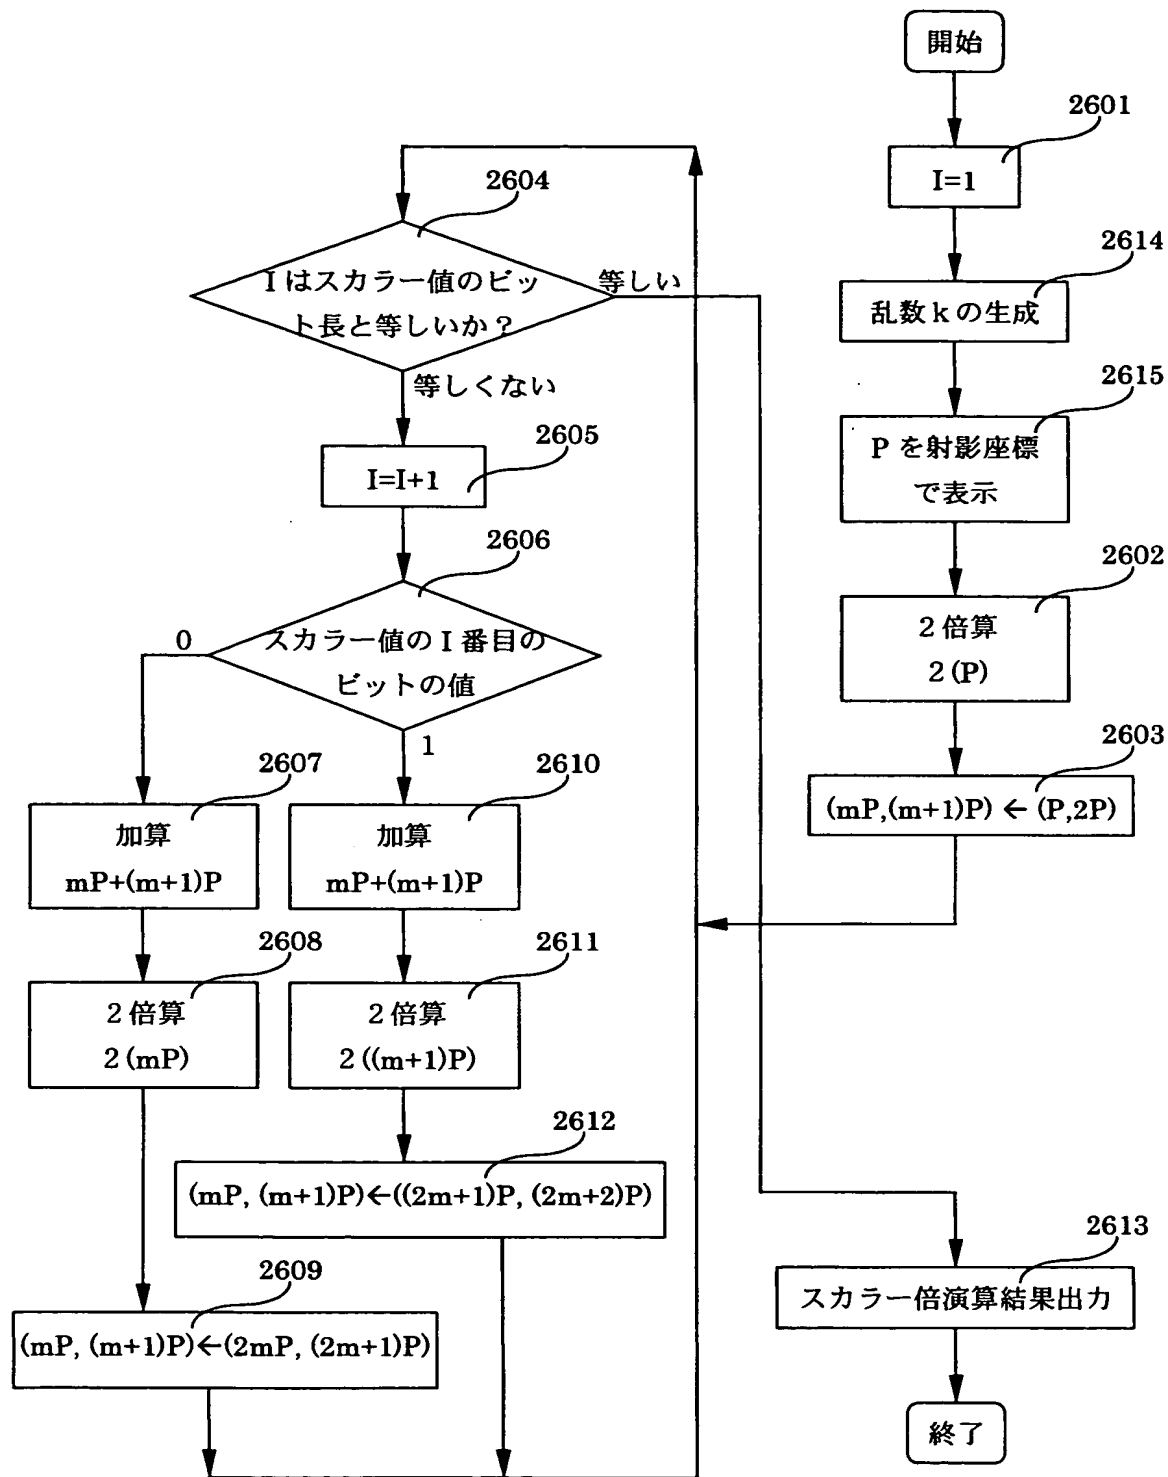 開始
2601
I=1
2614
乱数 k の生成
2615
P を射影座標
で表示
2602
2 倍算
2 (P)
2603
(mP,(m+1)P) ← (P,2P)
2604
I はスカラー値のビッ
ト長と等しいか？
等しい
等しくない
2605
I=I+1
2606
スカラー値の I 番目の
ビットの値
0
1
2607
加算
mP+(m+1)P
2610
加算
mP+(m+1)P
2608
2 倍算
2 (mP)
2611
2 倍算
2 ((m+1)P)
2612
(mP, (m+1)P)←((2m+1)P, (2m+2)P)
2609
(mP, (m+1)P)←(2mP, (2m+1)P)
2613
スカラー倍演算結果出力
終了